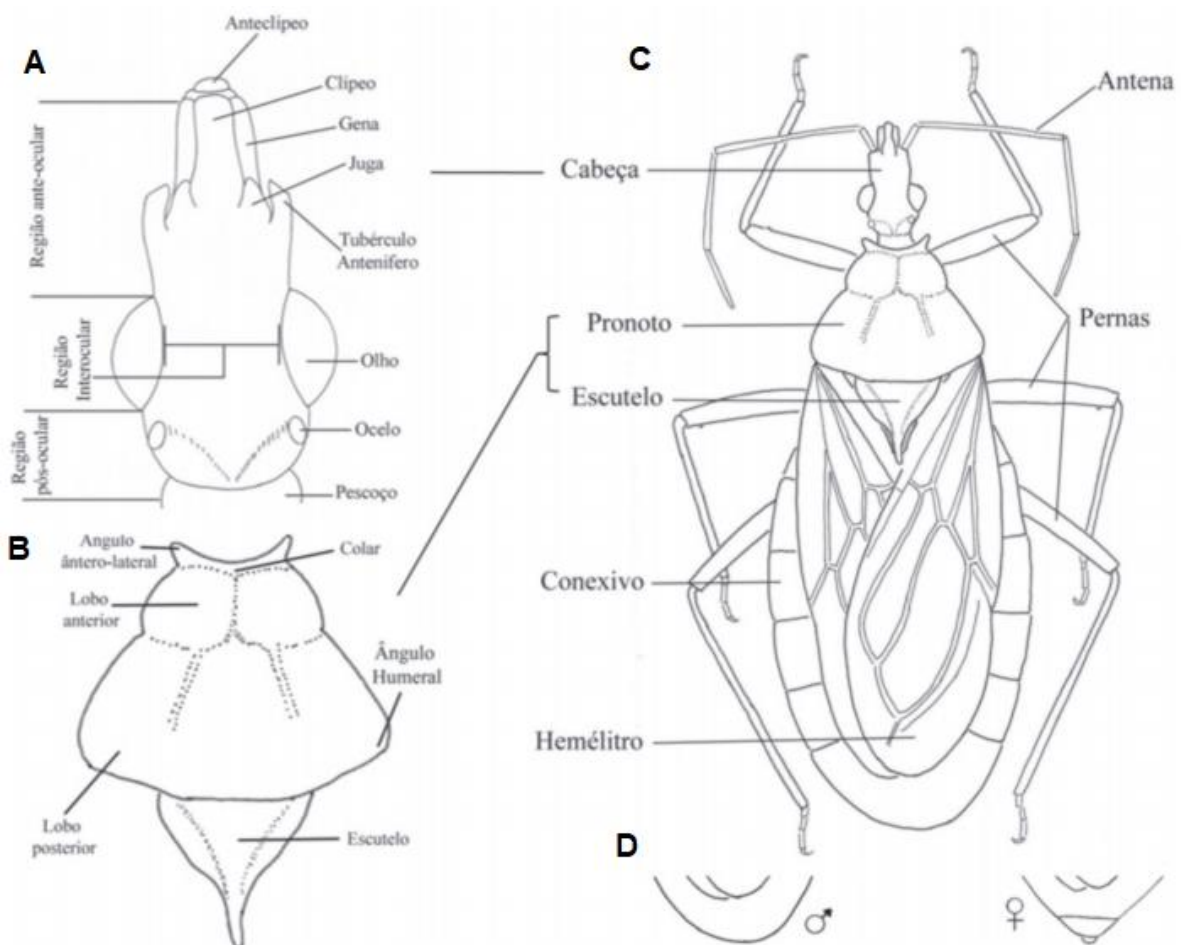 A
Anteclípeo
Clípeo
Gena
Juga
Tubérculo
Antenífero
Região ante-ocular
Região
Interocular
Olho
Ocelo
Região
pós-ocular
Pescoço
B
Angulo
ântero-lateral
Colar
Lobo
anterior
Ângulo
Humeral
Lobo
posterior
Escutelo
C
Antena
Cabeça
Pronoto
Pernas
Escutelo
Conexivo
Hemélitro
D
♂
♀